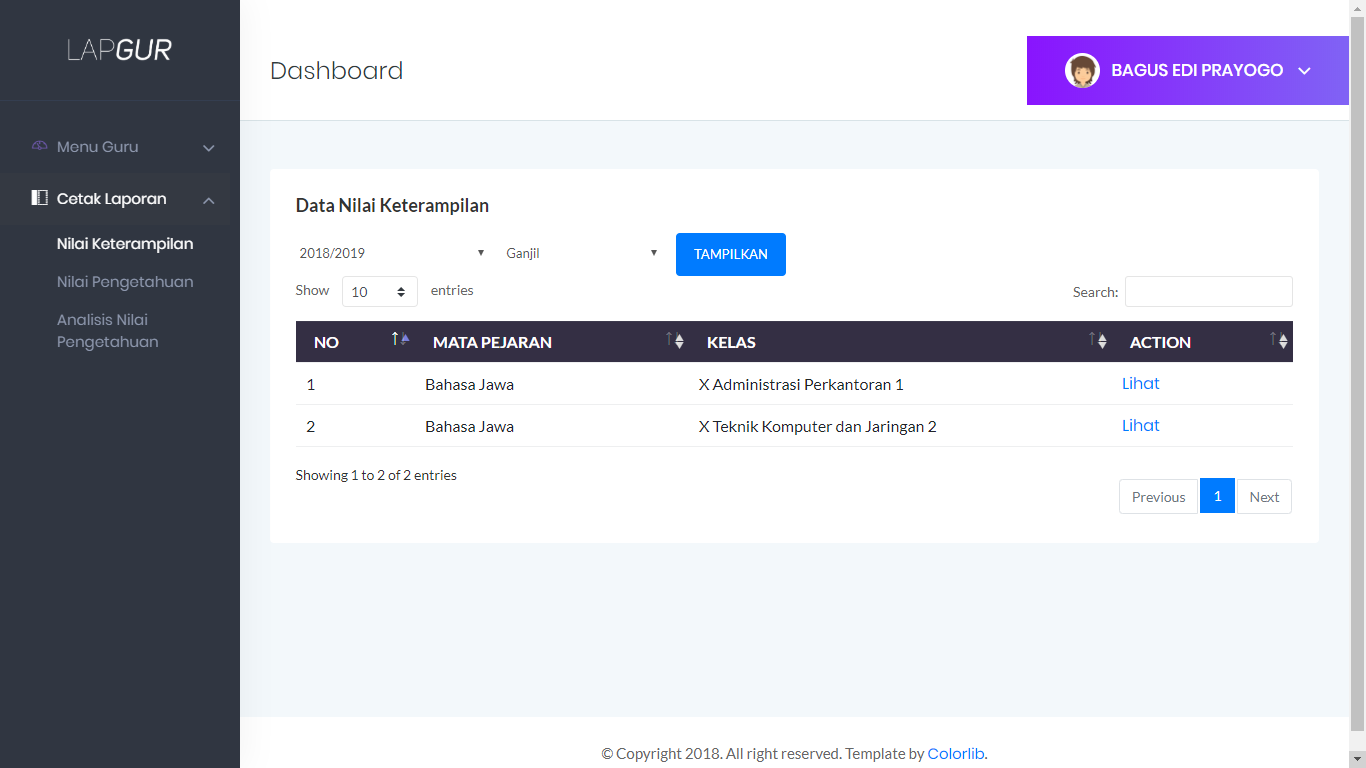 LAPGUR
Dashboard
BAGUS EDI PRAYOGO
Menu Guru
Cetak Laporan
Nilai Keterampilan
Nilai Pengetahuan
Analisis Nilai
Pengetahuan
Data Nilai Keterampilan
2018/2019 Ganjil TAMPILKAN
Show 10 entries Search:
NO MATA PEJARAN KELAS ACTION
1 Bahasa Jawa X Administrasi Perkantoran 1 Lihat
2 Bahasa Jawa X Teknik Komputer dan Jaringan 2 Lihat
Showing 1 to 2 of 2 entries
Previous 1 Next
© Copyright 2018. All right reserved. Template by Colorlib.